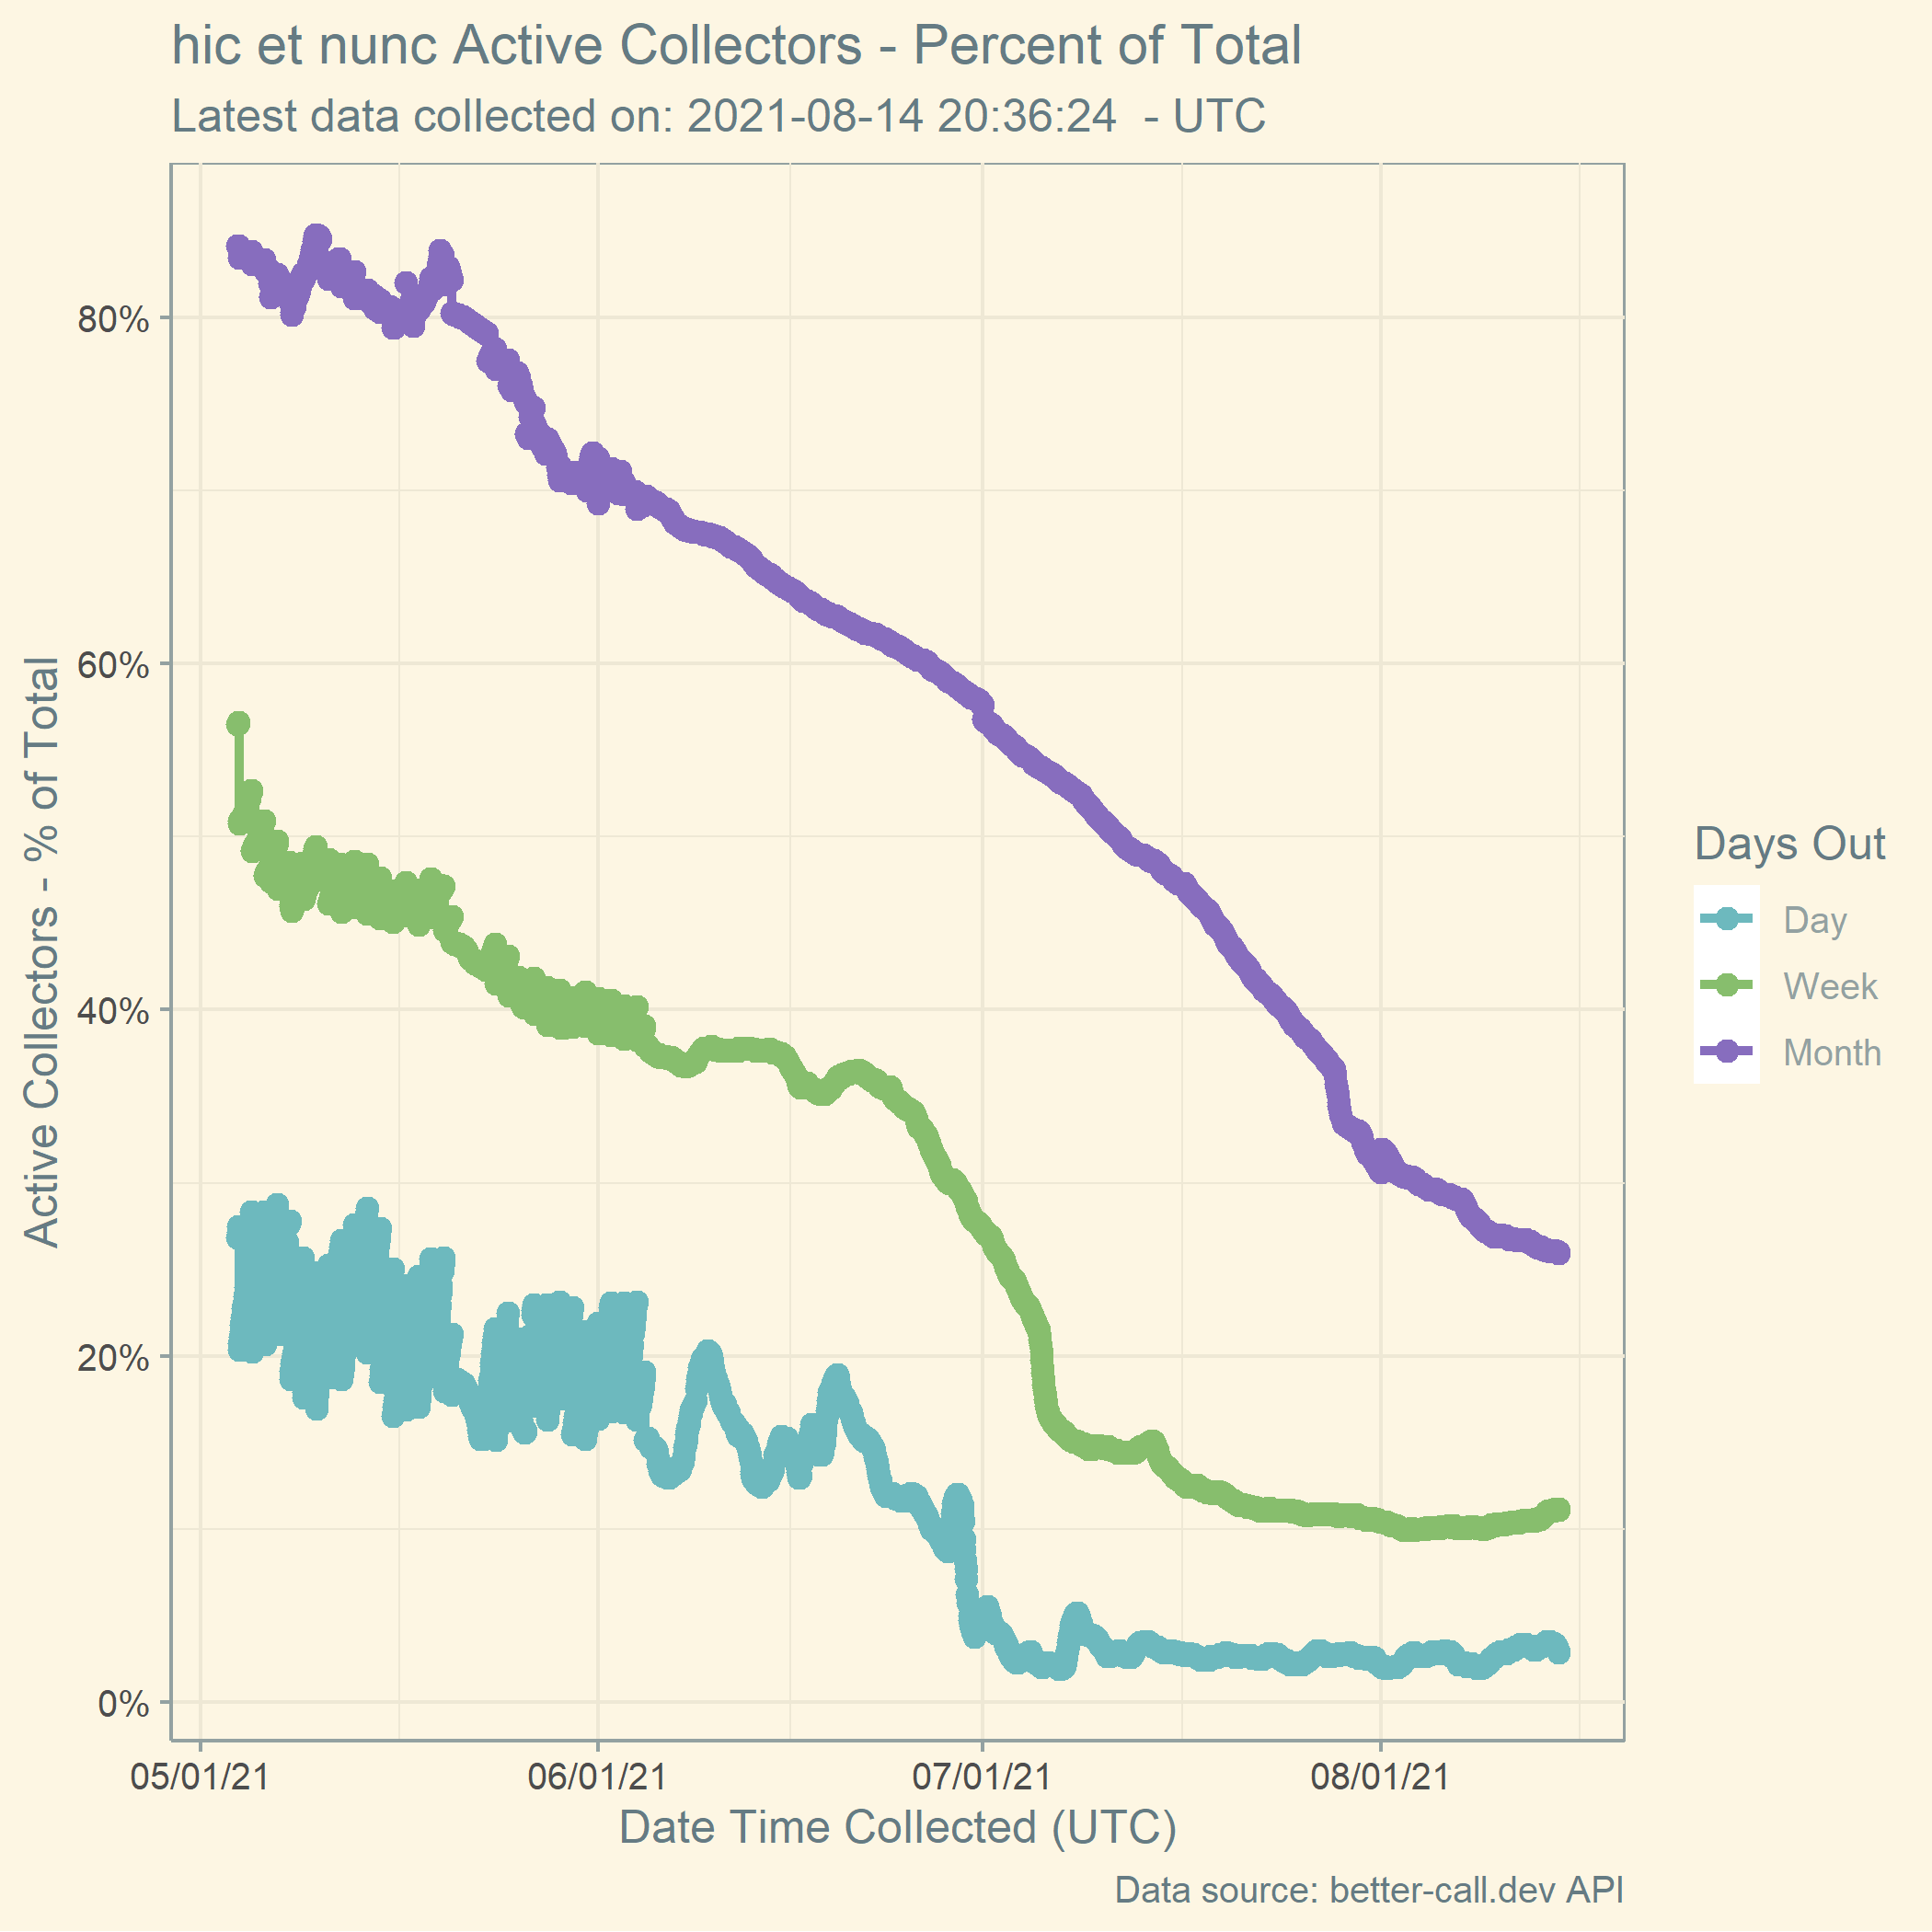 hic et nunc Active Collectors - Percent of Total
Latest data collected on: 2021-08-14 20:36:24  - UTC
Active Collectors - % of Total
80%
60%
40%
20%
0%
05/01/21
06/01/21
07/01/21
08/01/21
Date Time Collected (UTC)
Days Out
Day
Week
Month
Data source: better-call.dev API